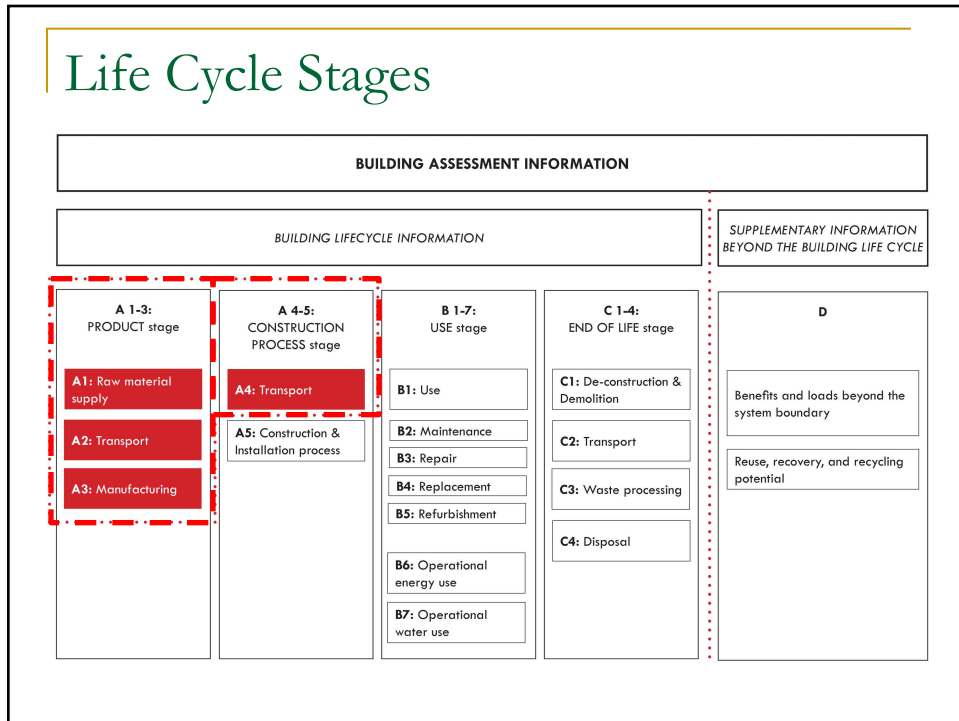 Life Cycle Stages
BUILDING ASSESSMENT INFORMATION
BUILDING LIFECYCLE INFORMATION
SUPPLEMENTARY INFORMATION
BEYOND THE BUILDING LIFE CYCLE
A 1-3:
PRODUCT stage
A1: Raw material
supply
A2: Transport
A3: Manufacturing
A 4-5:
CONSTRUCTION
PROCESS stage
A4: Transport
A5: Construction &
Installation process
B 1-7:
USE stage
B1: Use
B2: Maintenance
B3: Repair
B4: Replacement
B5: Refurbishment
B6: Operational
energy use
B7: Operational
water use
C 1-4:
END OF LIFE stage
C1: De-construction &
Demolition
C2: Transport
C3: Waste processing
C4: Disposal
D
Benefits and loads beyond the
system boundary
Reuse, recovery, and recycling
potential